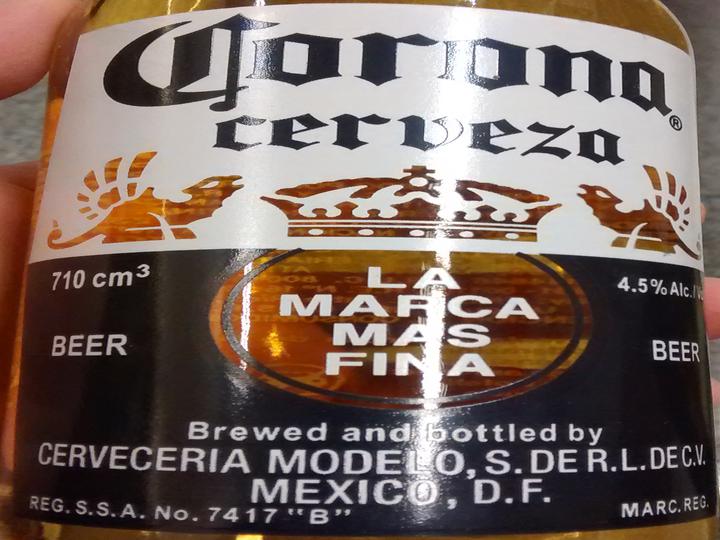 Corona®
cerveza
710 cm³
4.5% Alc./
LA
MARCA
MAS
FINA
BEER
BEER
Brewed and bottled by
CERVECERIA MODELO, S. DE R.L. DE C.V.
MEXICO, D.F.
REG. S.S.A. No. 7417 "B"
MARC. REG.